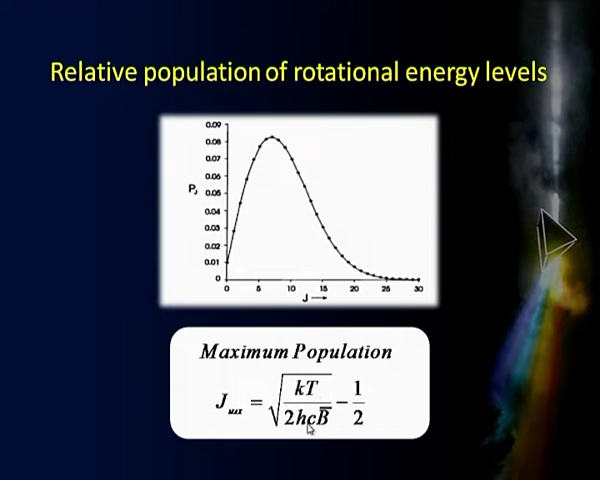 Relative population of rotational energy levels
0.09
0.08
0.07
0.06
P_J 0.05
0.04
0.03
0.02
0.01
0
0 5 10 15 20 25 30
J →
Maximum Population
J_MAX = √(kT / 2hcB̅) − 1/2